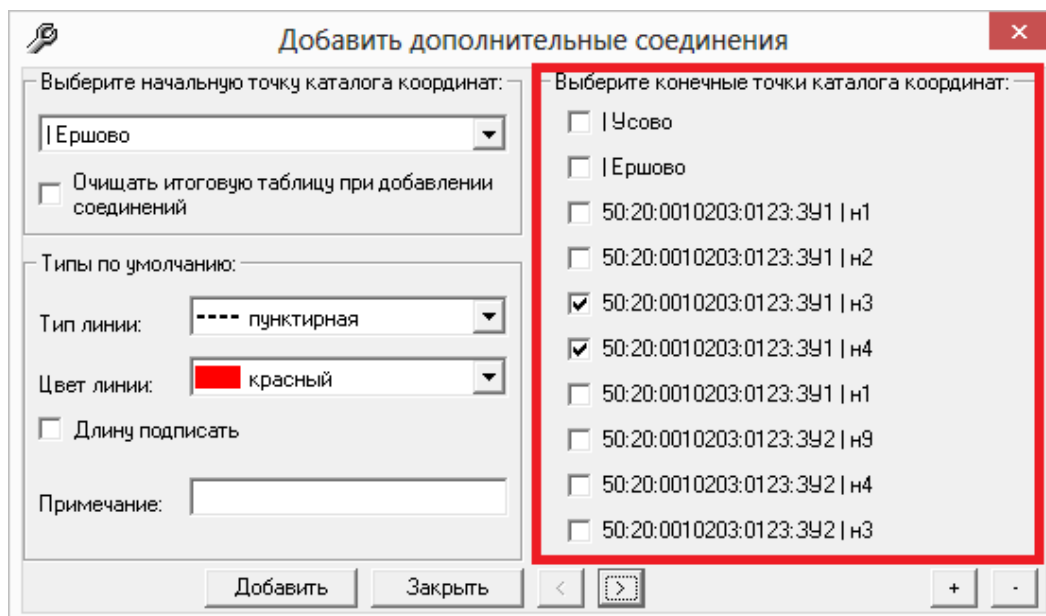 Добавить дополнительные соединения
×
Выберите начальную точку каталога координат:
| Ершово
Очищать итоговую таблицу при добавлении
соединений
Типы по умолчанию:
Тип линии:
пунктирная
Цвет линии:
красный
Длину подписать
Примечание:
Добавить
Закрыть
Выберите конечные точки каталога координат:
| Усово
| Ершово
50:20:0010203:0123:ЗУ1 | н1
50:20:0010203:0123:ЗУ1 | н2
50:20:0010203:0123:ЗУ1 | н3
50:20:0010203:0123:ЗУ1 | н4
50:20:0010203:0123:ЗУ1 | н1
50:20:0010203:0123:ЗУ2 | н9
50:20:0010203:0123:ЗУ2 | н4
50:20:0010203:0123:ЗУ2 | н3
<
>
+
-